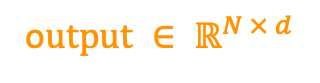 output ∈ ℝ^{N × d}